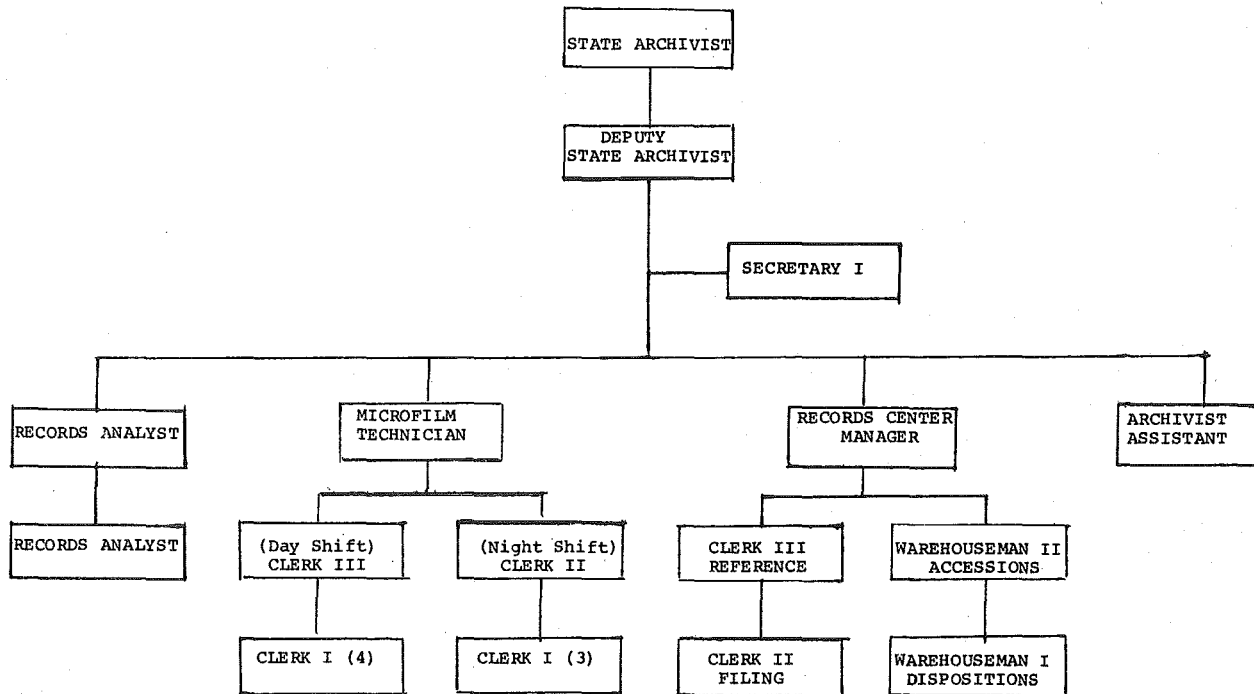 STATE ARCHIVIST
DEPUTY
STATE ARCHIVIST
SECRETARY I
RECORDS ANALYST
MICROFILM
TECHNICIAN
RECORDS CENTER
MANAGER
ARCHIVIST
ASSISTANT
RECORDS ANALYST
(Day Shift)
CLERK III
(Night Shift)
CLERK II
CLERK III
REFERENCE
WAREHOUSEMAN II
ACCESSIONS
CLERK I (4)
CLERK I (3)
CLERK II
FILING
WAREHOUSEMAN I
DISPOSITIONS